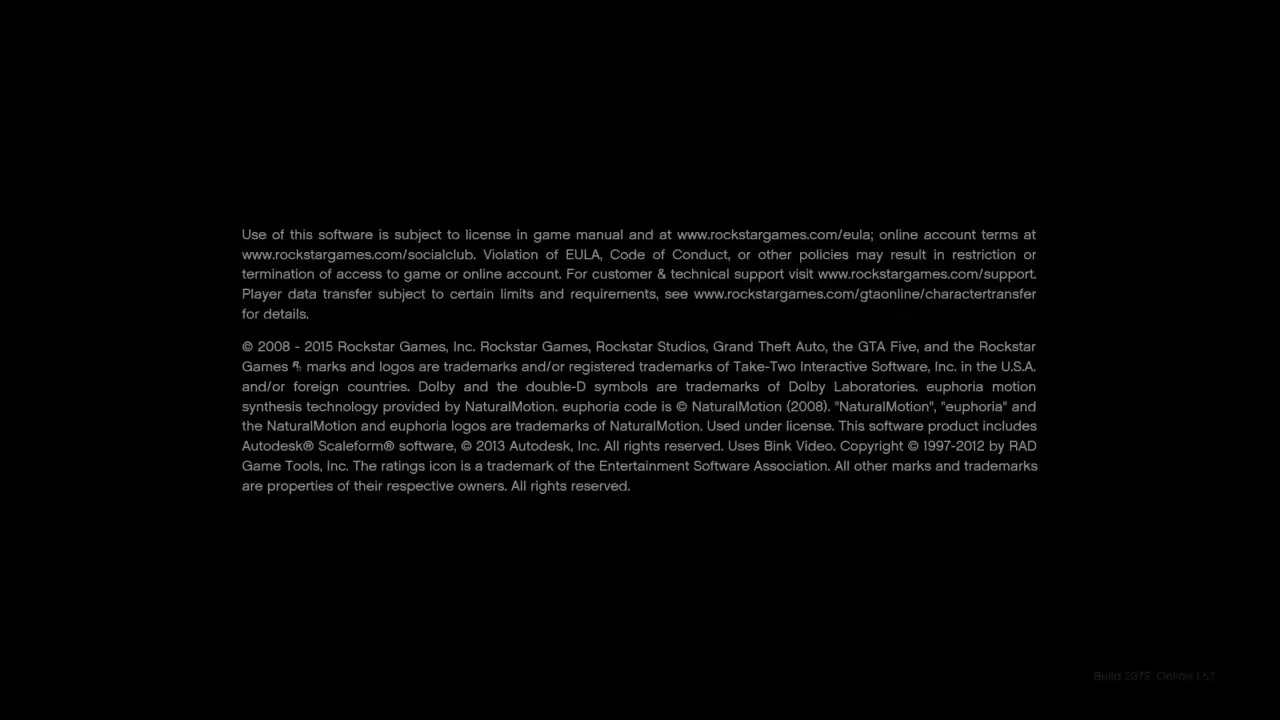 Use of this software is subject to license in game manual and at www.rockstargames.com/eula; online account terms at
www.rockstargames.com/socialclub. Violation of EULA, Code of Conduct, or other policies may result in restriction or
termination of access to game or online account. For customer & technical support visit www.rockstargames.com/support.
Player data transfer subject to certain limits and requirements, see www.rockstargames.com/gtaonline/charactertransfer
for details.
© 2008 - 2015 Rockstar Games, Inc. Rockstar Games, Rockstar Studios, Grand Theft Auto, the GTA Five, and the Rockstar
Games marks and logos are trademarks and/or registered trademarks of Take-Two Interactive Software, Inc. in the U.S.A.
and/or foreign countries. Dolby and the double-D symbols are trademarks of Dolby Laboratories. euphoria motion
synthesis technology provided by NaturalMotion. euphoria code is © NaturalMotion (2008). "NaturalMotion", "euphoria" and
the NaturalMotion and euphoria logos are trademarks of NaturalMotion. Used under license. This software product includes
Autodesk® Scaleform® software, © 2013 Autodesk, Inc. All rights reserved. Uses Bink Video. Copyright © 1997-2012 by RAD
Game Tools, Inc. The ratings icon is a trademark of the Entertainment Software Association. All other marks and trademarks
are properties of their respective owners. All rights reserved.
Build 2372 Online 1.57